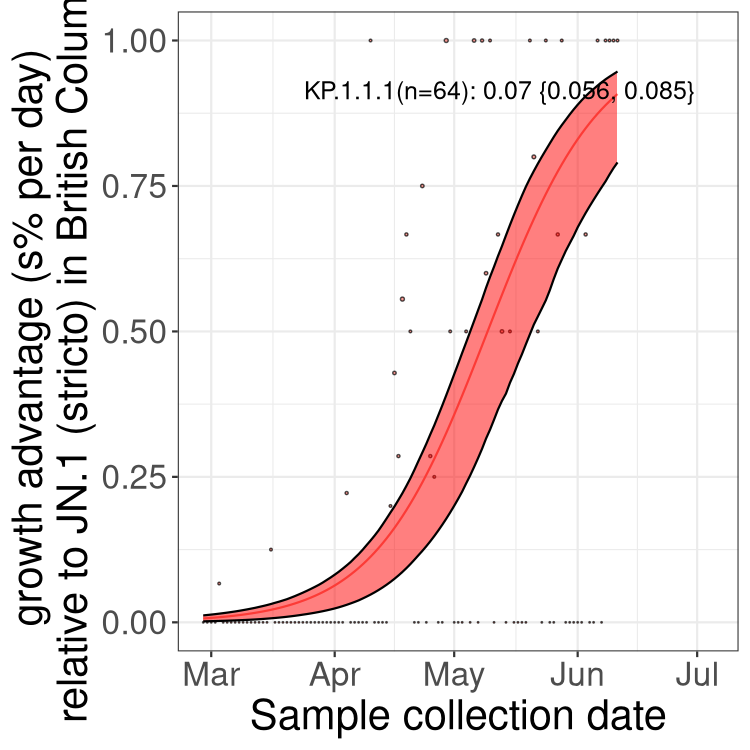 growth advantage (s% per day)
relative to JN.1 (stricto) in British Colum
1.00
0.75
0.50
0.25
0.00
KP.1.1.1(n=64): 0.07 {0.056, 0.085}
Mar Apr May Jun Jul
Sample collection date